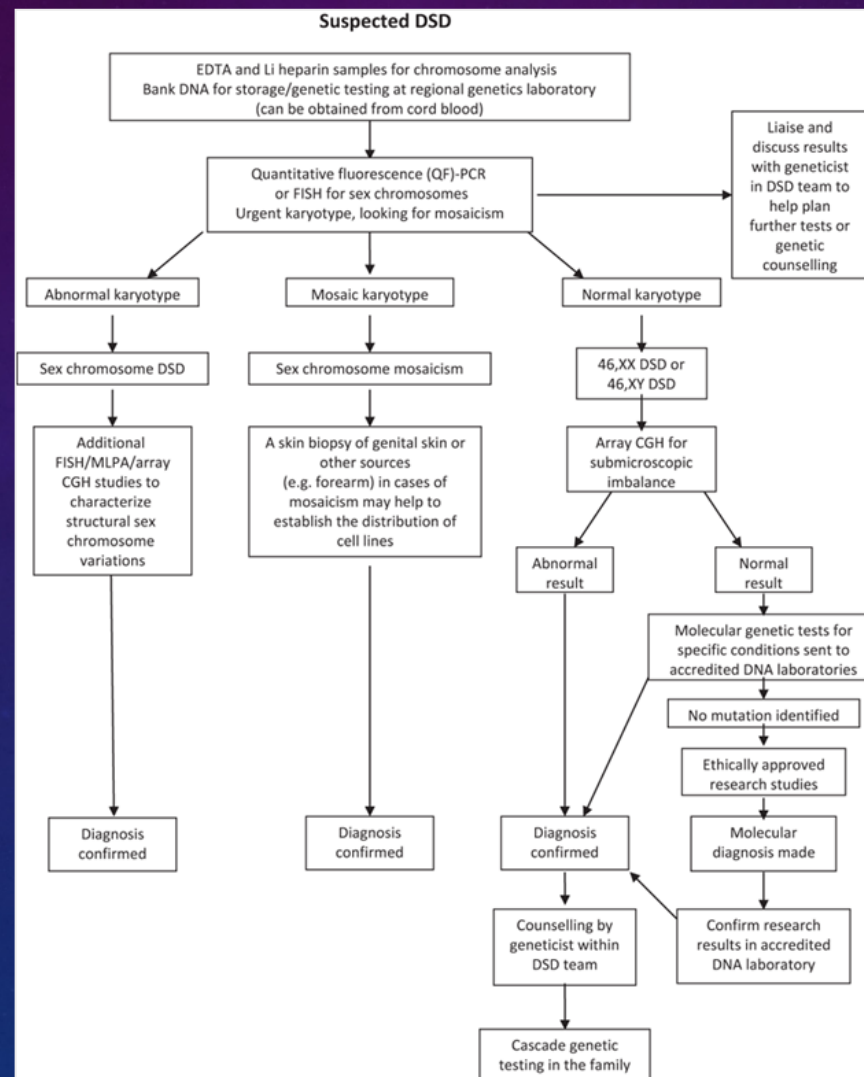 Suspected DSD
EDTA and Li heparin samples for chromosome analysis
Bank DNA for storage/genetic testing at regional genetics laboratory
(can be obtained from cord blood)
Liaise and
discuss results
with geneticist
in DSD team to
help plan
further tests or
genetic
counselling
Quantitative fluorescence (QF)-PCR
or FISH for sex chromosomes
Urgent karyotype, looking for mosaicism
Abnormal karyotype
Mosaic karyotype
Normal karyotype
Sex chromosome DSD
Sex chromosome mosaicism
46,XX DSD or
46,XY DSD
Additional
FISH/MLPA/array
CGH studies to
characterize
structural sex
chromosome
variations
A skin biopsy of genital skin or
other sources
(e.g. forearm) in cases of
mosaicism may help to
establish the distribution of
cell lines
Array CGH for
submicroscopic
imbalance
Abnormal
result
Normal
result
Molecular genetic tests for
specific conditions sent to
accredited DNA laboratories
No mutation identified
Ethically approved
research studies
Diagnosis
confirmed
Diagnosis
confirmed
Diagnosis
confirmed
Molecular
diagnosis made
Counselling by
geneticist within
DSD team
Confirm research
results in accredited
DNA laboratory
Cascade genetic
testing in the family